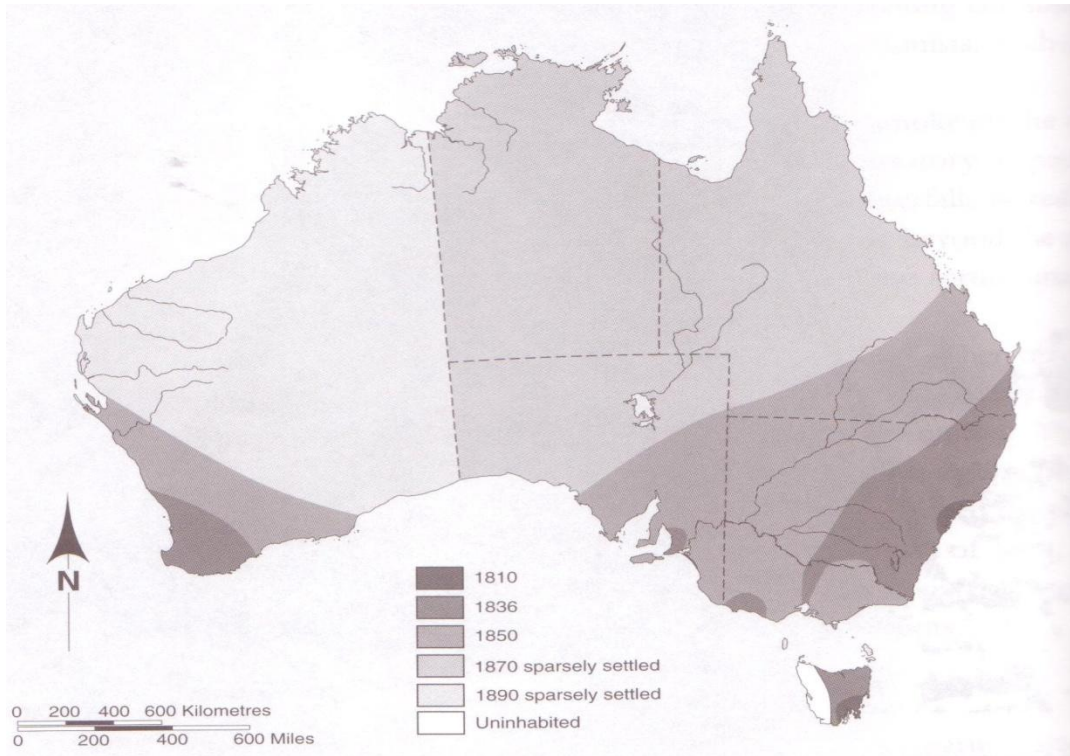 N
1810
1836
1850
1870 sparsely settled
1890 sparsely settled
Uninhabited
0 200 400 600 Kilometres
0 200 400 600 Miles